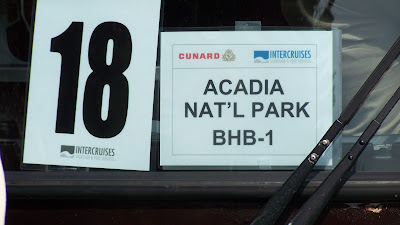 18
INTERCRUISES
CUNARD
INTERCRUISES
ACADIA
NAT'L PARK
BHB-1